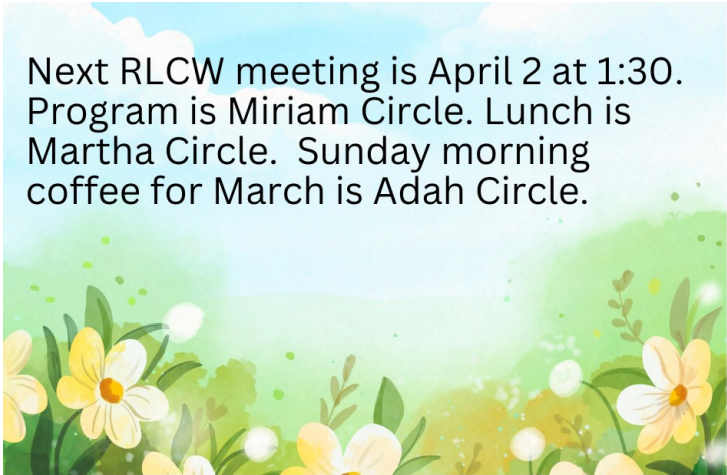 Next RLCW meeting is April 2 at 1:30.
Program is Miriam Circle. Lunch is
Martha Circle.  Sunday morning
coffee for March is Adah Circle.